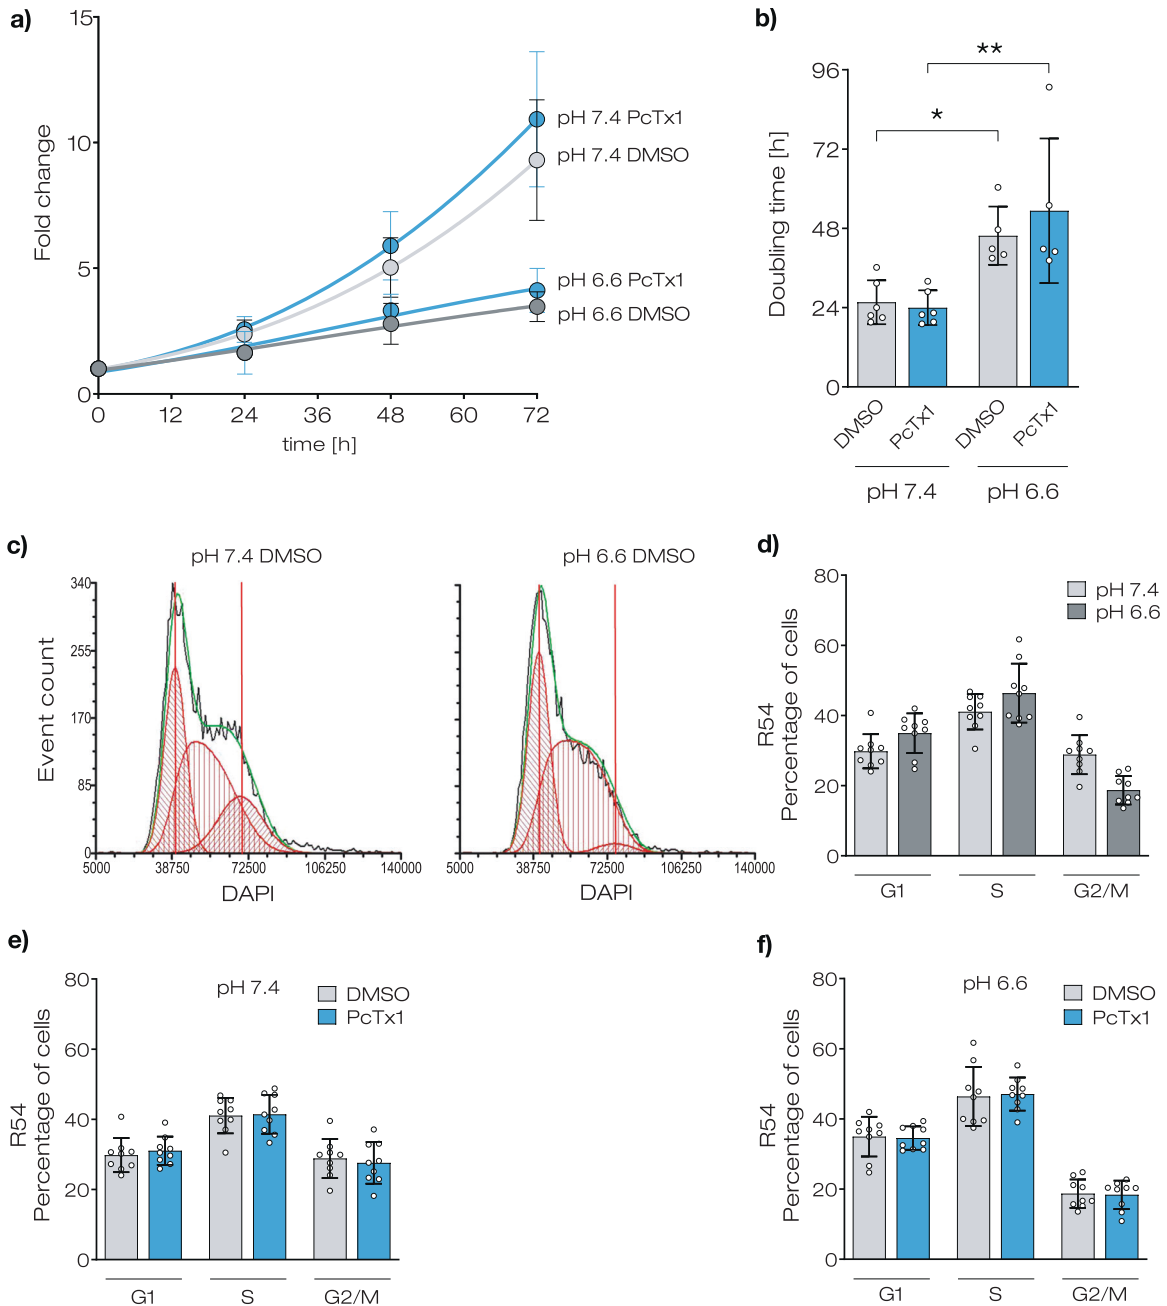 a)
15
10
5
0
Fold change
0 12 24 36 48 60 72
time [h]
pH 7.4 PcTx1
pH 7.4 DMSO
pH 6.6 PcTx1
pH 6.6 DMSO
b)
**
*
96
72
48
24
0
Doubling time [h]
DMSO PcTx1 DMSO PcTx1
pH 7.4 pH 6.6
c)
pH 7.4 DMSO pH 6.6 DMSO
340
255
170
85
0
Event count
5000 38750 72500 106250 140000
DAPI
5000 38750 72500 106250 140000
DAPI
d)
80
60
40
20
0
R54
Percentage of cells
pH 7.4
pH 6.6
G1 S G2/M
e)
80
60
40
20
0
R54
Percentage of cells
pH 7.4
DMSO
PcTx1
G1 S G2/M
f)
80
60
40
20
0
R54
Percentage of cells
pH 6.6
DMSO
PcTx1
G1 S G2/M